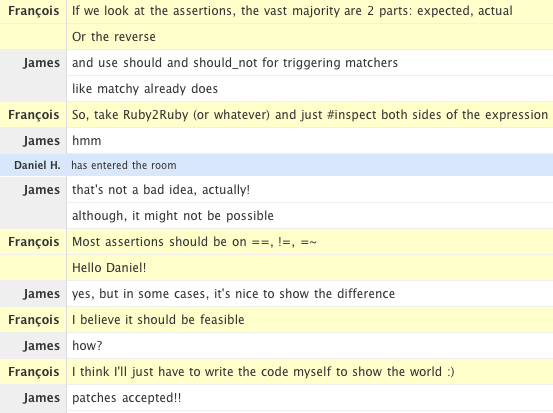 François If we look at the assertions, the vast majority are 2 parts: expected, actual
Or the reverse
James and use should and should_not for triggering matchers
like matchy already does
François So, take Ruby2Ruby (or whatever) and just #inspect both sides of the expression
James hmm
Daniel H. has entered the room
James that's not a bad idea, actually!
although, it might not be possible
François Most assertions should be on ==, !=, =~
Hello Daniel!
James yes, but in some cases, it's nice to show the difference
François I believe it should be feasible
James how?
François I think I'll just have to write the code myself to show the world :)
James patches accepted!!